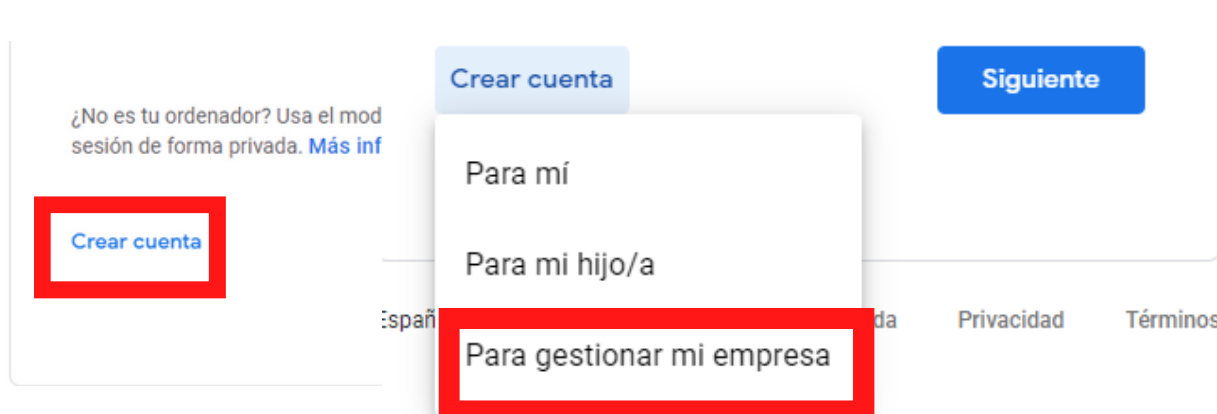 ¿No es tu ordenador? Usa el mod
sesión de forma privada. Más inf
Crear cuenta
Crear cuenta
Siguiente
Para mí
Para mi hijo/a
Para gestionar mi empresa
Españ
da
Privacidad
Términos